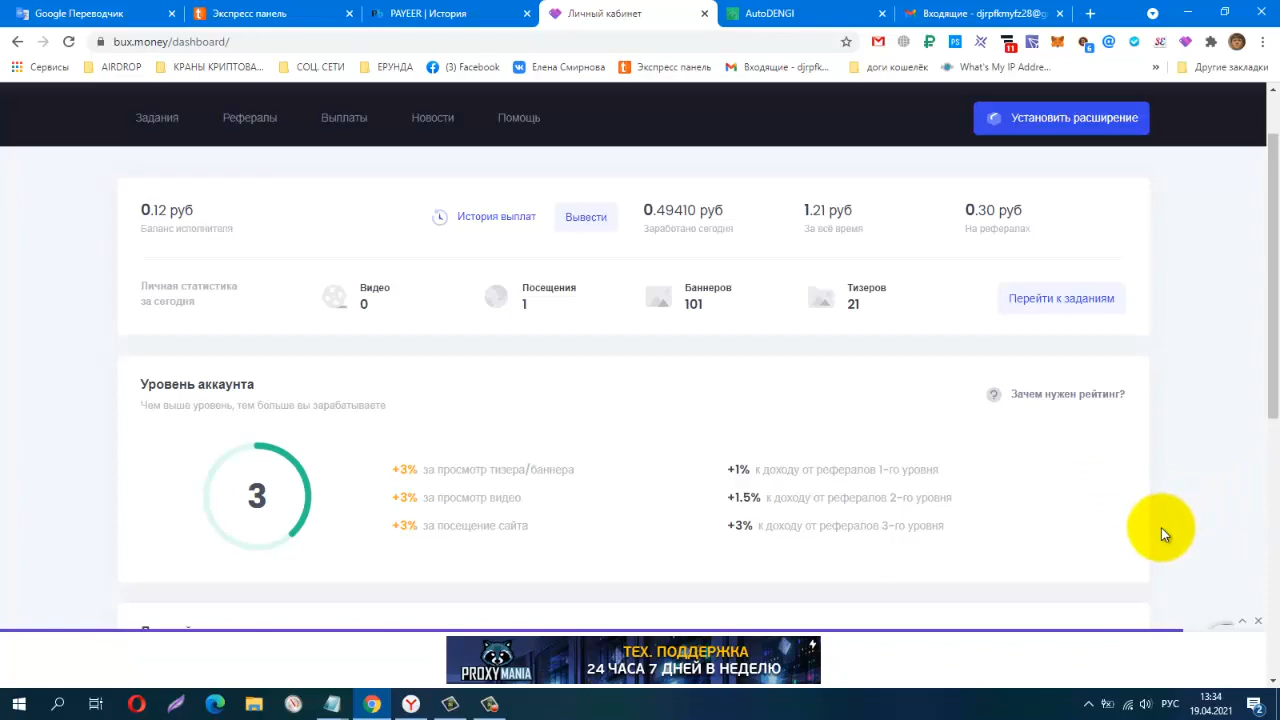 Google Переводчик
Экспресс панель
PAYEER | История
Личный кабинет
AutoDENGI
Входящие - djrpfkmyfz28@g
bux.money/dashboard/
11
6
Сервисы
AIRDROP
КРАНЫ КРИПТОВА...
СОЦ. СЕТИ
ЕРУНДА
(3) Facebook
Елена Смирнова
Экспресс панель
Входящие - djrpfk...
доги кошелёк
What's My IP Addre...
»
Другие закладки
Задания
Рефералы
Выплаты
Новости
Помощь
Установить расширение
0.12 руб
Баланс исполнителя
История выплат
Вывести
0.49410 руб
Заработано сегодня
1.21 руб
За всё время
0.30 руб
На рефералах
Личная статистика
за сегодня
Видео
0
Посещения
1
Баннеров
101
Тизеров
21
Перейти к заданиям
Уровень аккаунта
Чем выше уровень, тем больше вы зарабатываете
Зачем нужен рейтинг?
3
+3% за просмотр тизера/баннера
+3% за просмотр видео
+3% за посещение сайта
+1% к доходу от рефералов 1-го уровня
+1.5% к доходу от рефералов 2-го уровня
+3% к доходу от рефералов 3-го уровня
PROXYMANIA
ТЕХ. ПОДДЕРЖКА
24 ЧАСА 7 ДНЕЙ В НЕДЕЛЮ
РУС
13:34
19.04.2021
2